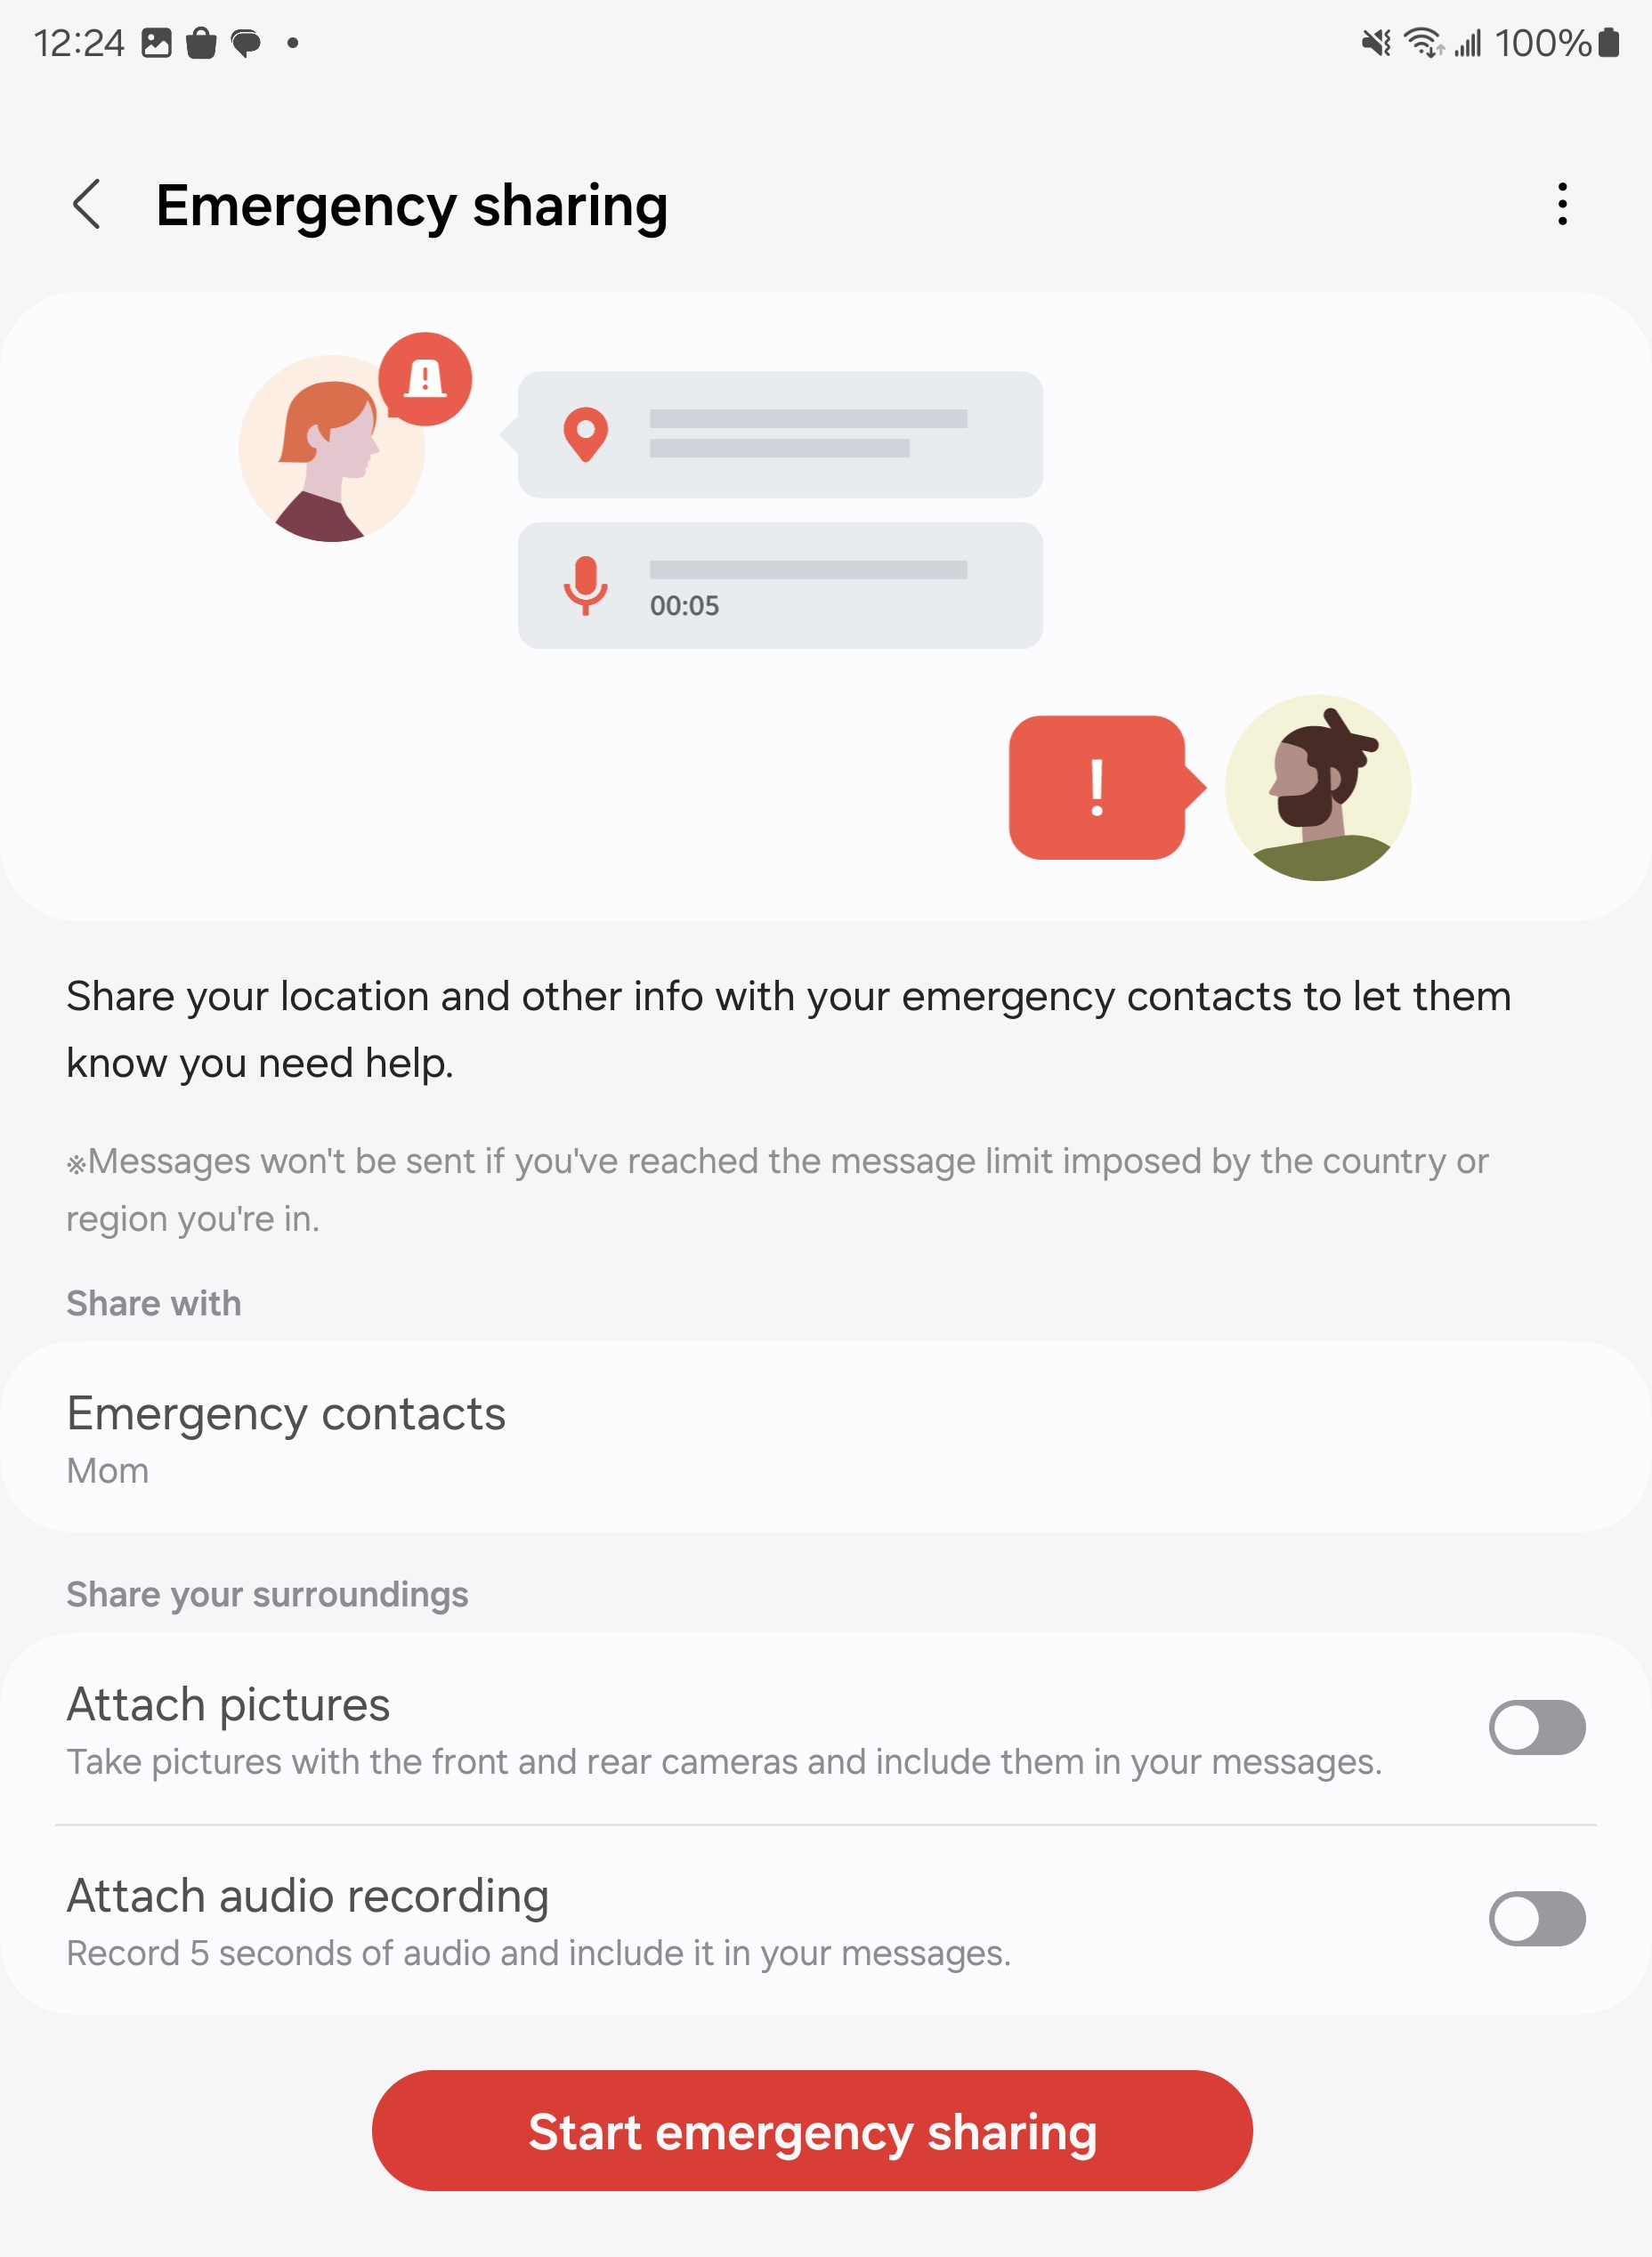 12:24
100%
Emergency sharing
00:05
!
Share your location and other info with your emergency contacts to let them
know you need help.
※Messages won't be sent if you've reached the message limit imposed by the country or
region you're in.
Share with
Emergency contacts
Mom
Share your surroundings
Attach pictures
Take pictures with the front and rear cameras and include them in your messages.
Attach audio recording
Record 5 seconds of audio and include it in your messages.
Start emergency sharing